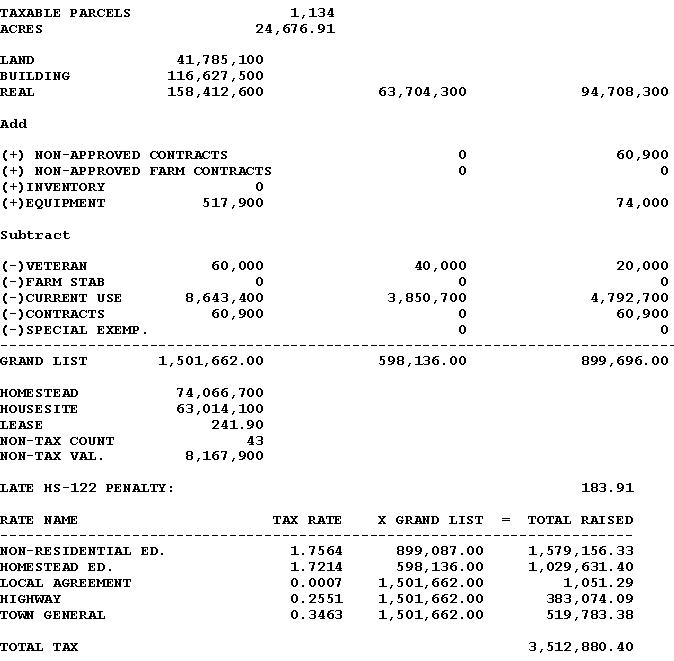 TAXABLE PARCELS 1,134
ACRES 24,676.91
LAND 41,785,100
BUILDING 116,627,500
REAL 158,412,600 63,704,300 94,708,300
Add
(+) NON-APPROVED CONTRACTS 0 60,900
(+) NON-APPROVED FARM CONTRACTS 0 0
(+)INVENTORY 0
(+)EQUIPMENT 517,900 74,000
Subtract
(-)VETERAN 60,000 40,000 20,000
(-)FARM STAB 0 0 0
(-)CURRENT USE 8,643,400 3,850,700 4,792,700
(-)CONTRACTS 60,900 0 60,900
(-)SPECIAL EXEMP. 0 0
GRAND LIST 1,501,662.00 598,136.00 899,696.00
HOMESTEAD 74,066,700
HOUSESITE 63,014,100
LEASE 241.90
NON-TAX COUNT 43
NON-TAX VAL. 8,167,900
LATE HS-122 PENALTY: 183.91
RATE NAME TAX RATE X GRAND LIST = TOTAL RAISED
NON-RESIDENTIAL ED. 1.7564 899,087.00 1,579,156.33
HOMESTEAD ED. 1.7214 598,136.00 1,029,631.40
LOCAL AGREEMENT 0.0007 1,501,662.00 1,051.29
HIGHWAY 0.2551 1,501,662.00 383,074.09
TOWN GENERAL 0.3463 1,501,662.00 519,783.38
TOTAL TAX 3,512,880.40